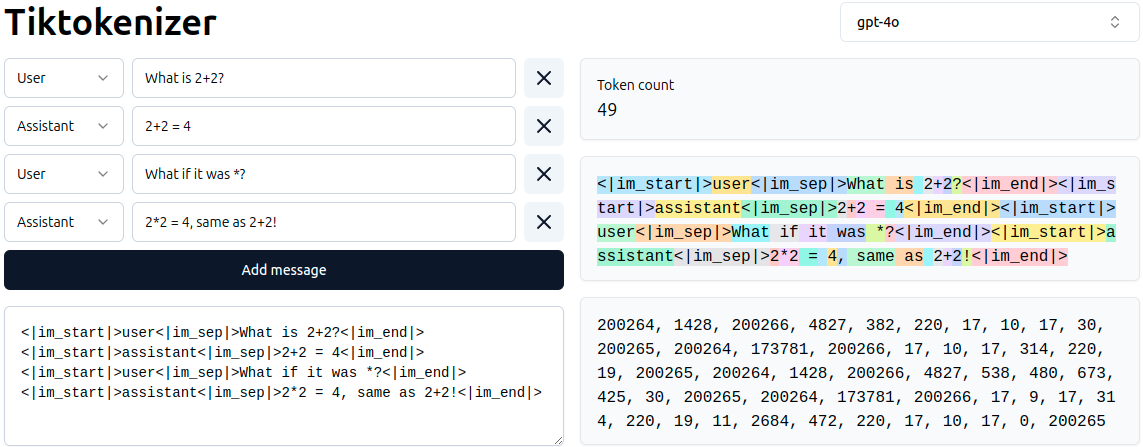 Tiktokenizer
gpt-4o
User
What is 2+2?
Assistant
2+2 = 4
User
What if it was *?
Assistant
2*2 = 4, same as 2+2!
Add message
<|im_start|>user<|im_sep|>What is 2+2?<|im_end|>
<|im_start|>assistant<|im_sep|>2+2 = 4<|im_end|>
<|im_start|>user<|im_sep|>What if it was *?<|im_end|>
<|im_start|>assistant<|im_sep|>2*2 = 4, same as 2+2!<|im_end|>
Token count
49
<|im_start|>user<|im_sep|>What is 2+2?<|im_end|><|im_s
tart|>assistant<|im_sep|>2+2 = 4<|im_end|><|im_start|>
user<|im_sep|>What if it was *?<|im_end|><|im_start|>a
ssistant<|im_sep|>2*2 = 4, same as 2+2!<|im_end|>
200264, 1428, 200266, 4827, 382, 220, 17, 10, 17, 30,
200265, 200264, 173781, 200266, 17, 10, 17, 314, 220,
19, 200265, 200264, 1428, 200266, 4827, 538, 480, 673,
425, 30, 200265, 200264, 173781, 200266, 17, 9, 17, 31
4, 220, 19, 11, 2684, 472, 220, 17, 10, 17, 0, 200265